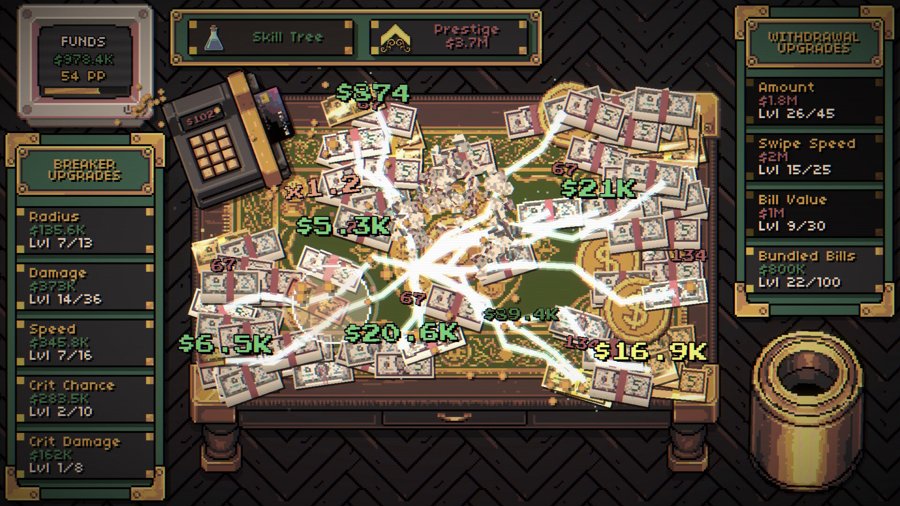 FUNDS
$978.4K
54 PP
Skill Tree
Prestige
$3.7M
WITHDRAWAL
UPGRADES
Amount
$1.8M
Lvl 26/45
Swipe Speed
$2M
Lvl 15/25
Bill Value
$1M
Lvl 9/30
Bundled Bills
$800K
Lvl 22/100
BREAKER
UPGRADES
Radius
$135.6K
Lvl 7/13
Damage
$373K
Lvl 14/36
Speed
$345.8K
Lvl 7/16
Crit Chance
$283.5K
Lvl 2/10
Crit Damage
$162K
Lvl 1/8
$874
x1.2
67
$21K
$5.3K
67
134
67
$89.4K
$6.5K
$20.6K
134
$16.9K